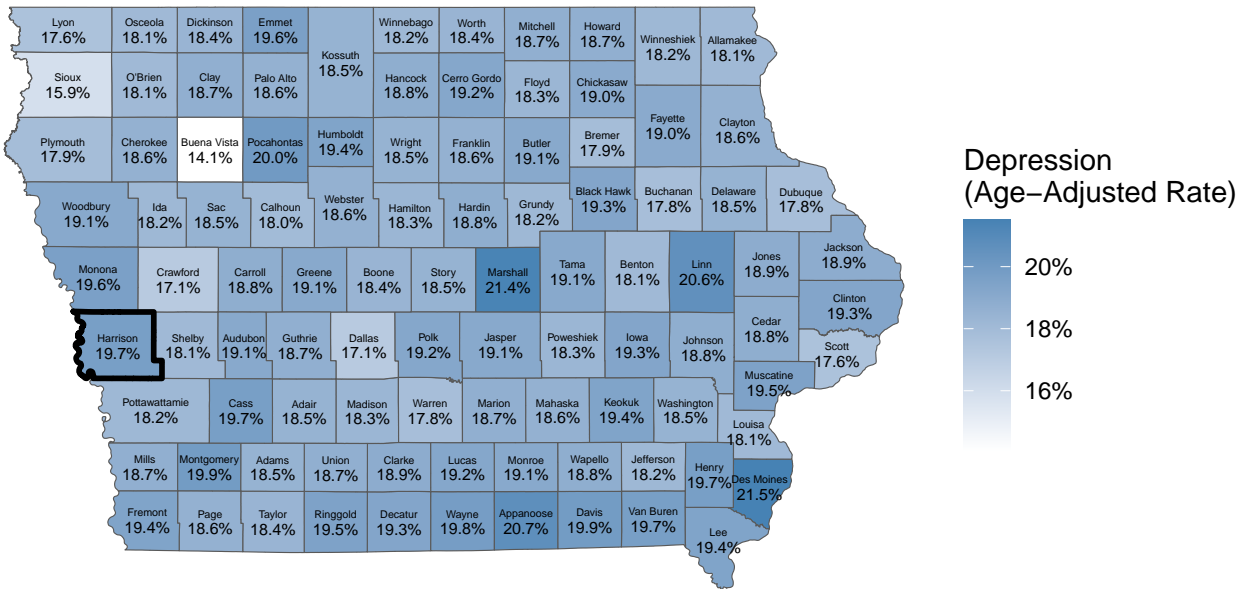 Lyon
17.6%
Osceola
18.1%
Dickinson
18.4%
Emmet
19.6%
Kossuth
18.5%
Winnebago
18.2%
Worth
18.4%
Mitchell
18.7%
Howard
18.7%
Winneshiek
18.2%
Allamakee
18.1%
Sioux
15.9%
O'Brien
18.1%
Clay
18.7%
Palo Alto
18.6%
Hancock
18.8%
Cerro Gordo
19.2%
Floyd
18.3%
Chickasaw
19.0%
Fayette
19.0%
Clayton
18.6%
Plymouth
17.9%
Cherokee
18.6%
Buena Vista
14.1%
Pocahontas
20.0%
Humboldt
19.4%
Wright
18.5%
Franklin
18.6%
Butler
19.1%
Bremer
17.9%
Woodbury
19.1%
Ida
18.2%
Sac
18.5%
Calhoun
18.0%
Webster
18.6%
Hamilton
18.3%
Hardin
18.8%
Grundy
18.2%
Black Hawk
19.3%
Buchanan
17.8%
Delaware
18.5%
Dubuque
17.8%
Monona
19.6%
Crawford
17.1%
Carroll
18.8%
Greene
19.1%
Boone
18.4%
Story
18.5%
Marshall
21.4%
Tama
19.1%
Benton
18.1%
Linn
20.6%
Jones
18.9%
Jackson
18.9%
Clinton
19.3%
Harrison
19.7%
Shelby
18.1%
Audubon
19.1%
Guthrie
18.7%
Dallas
17.1%
Polk
19.2%
Jasper
19.1%
Poweshiek
18.3%
Iowa
19.3%
Johnson
18.8%
Cedar
18.8%
Scott
17.6%
Muscatine
19.5%
Pottawattamie
18.2%
Cass
19.7%
Adair
18.5%
Madison
18.3%
Warren
17.8%
Marion
18.7%
Mahaska
18.6%
Keokuk
19.4%
Washington
18.5%
Louisa
18.1%
Mills
18.7%
Montgomery
19.9%
Adams
18.5%
Union
18.7%
Clarke
18.9%
Lucas
19.2%
Monroe
19.1%
Wapello
18.8%
Jefferson
18.2%
Henry
19.7%
Des Moines
21.5%
Fremont
19.4%
Page
18.6%
Taylor
18.4%
Ringgold
19.5%
Decatur
19.3%
Wayne
19.8%
Appanoose
20.7%
Davis
19.9%
Van Buren
19.7%
Lee
19.4%
Depression
(Age−Adjusted Rate)
20%
18%
16%